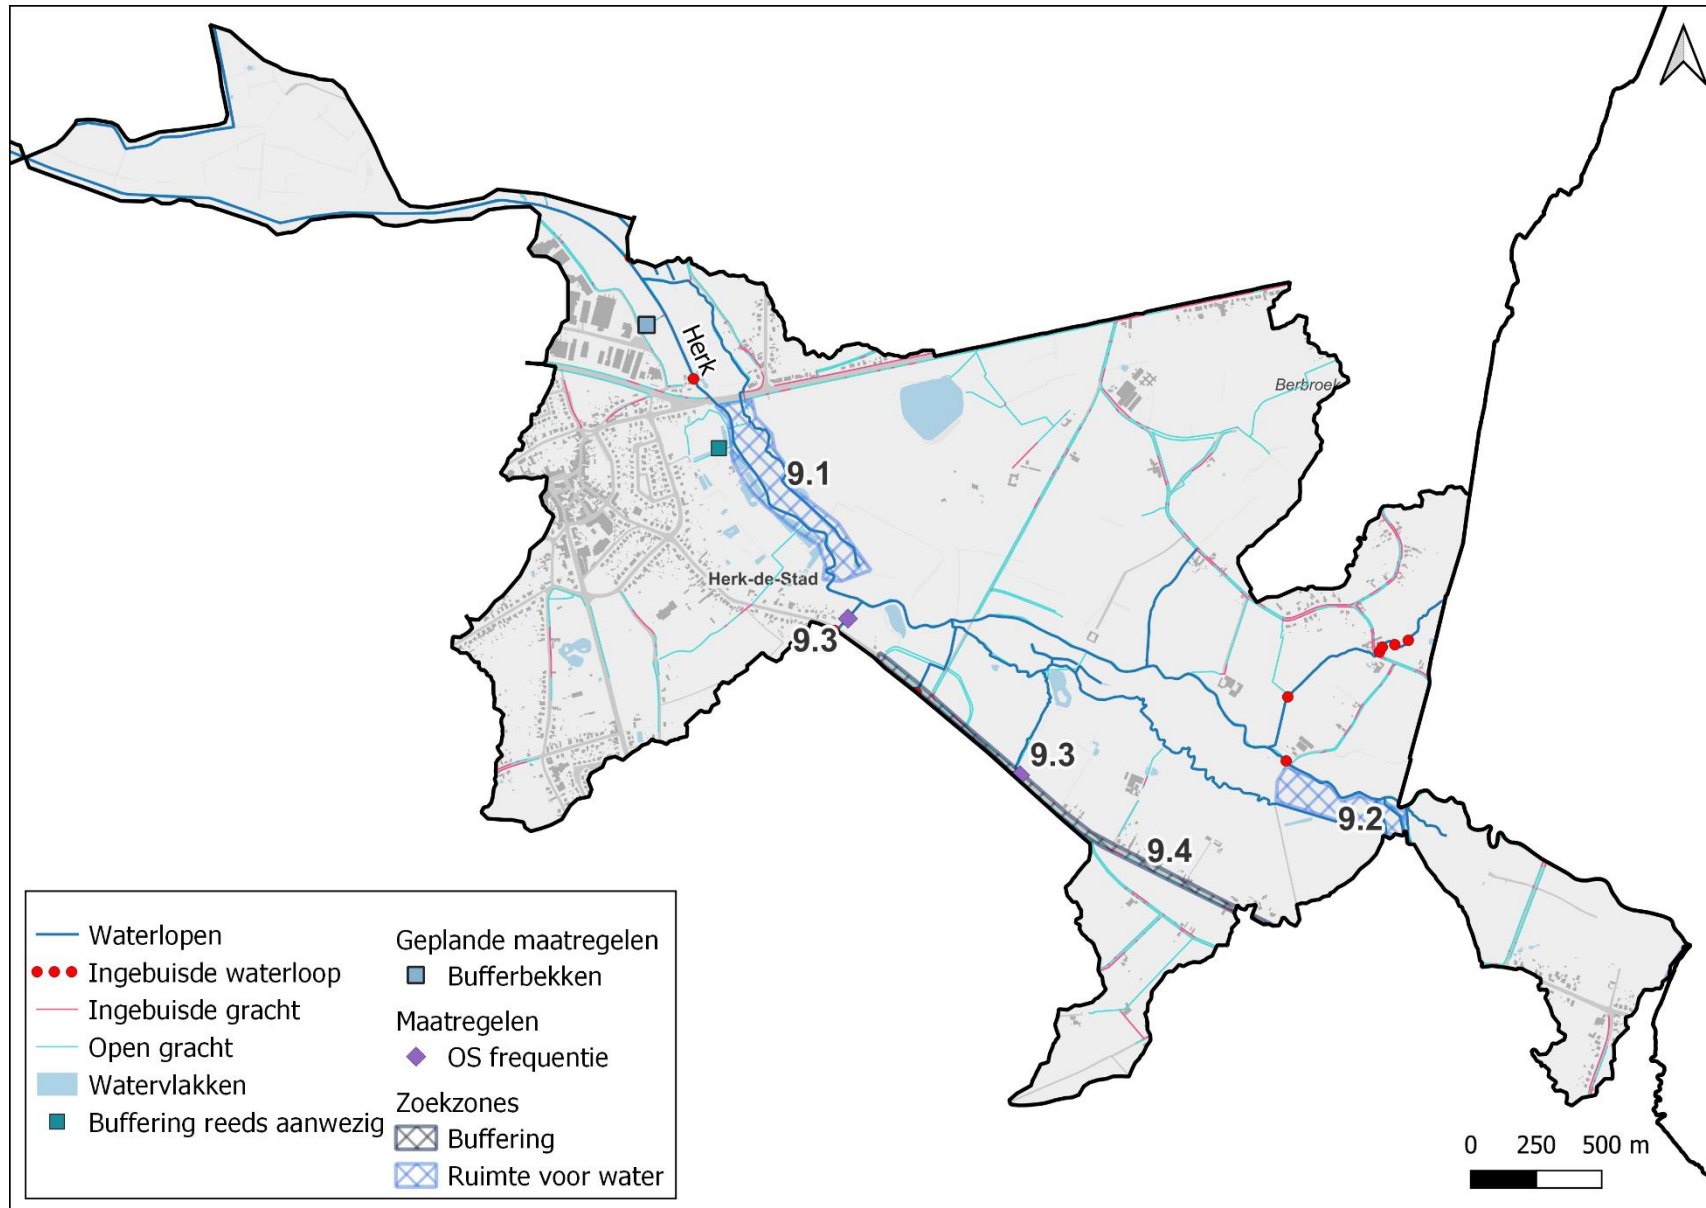 Herk
Berbroek
9.1
Herk-de-Stad
9.3
9.3
9.2
9.4
Waterlopen
Ingebuisde waterloop
Ingebuisde gracht
Open gracht
Watervlakken
Buffering reeds aanwezig
Geplande maatregelen
Bufferbekken
Maatregelen
OS frequentie
Zoekzones
Buffering
Ruimte voor water
0 250 500 m